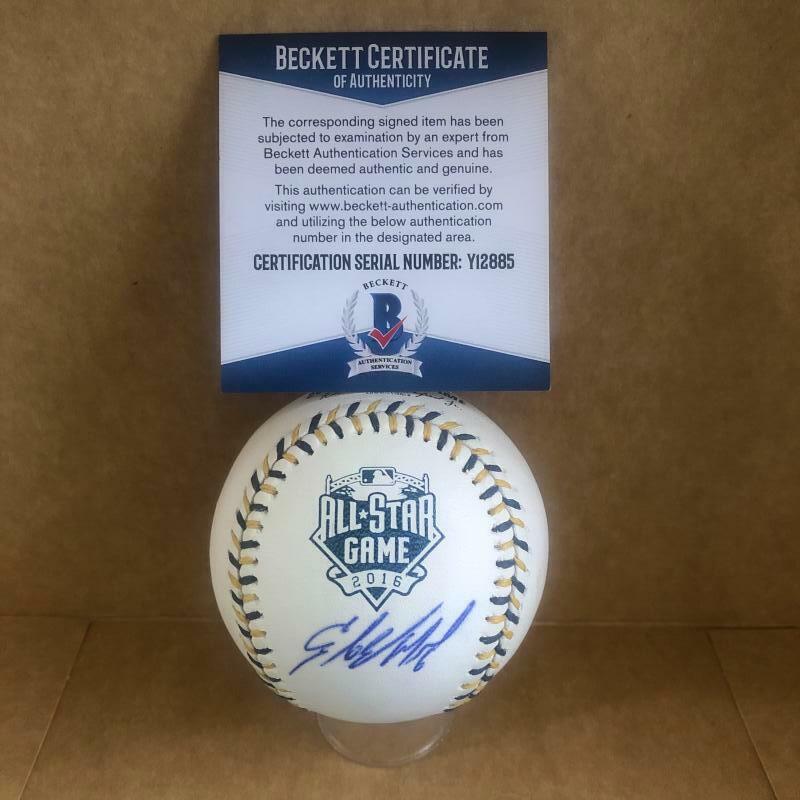 BECKETT CERTIFICATE
OF AUTHENTICITY
The corresponding signed item has been
subjected to examination by an expert from
Beckett Authentication Services and has
been deemed authentic and genuine.
This authentication can be verified by
visiting www.beckett-authentication.com
and utilizing the below authentication
number in the designated area.
CERTIFICATION SERIAL NUMBER: Y12885
BECKETT
B
AUTHENTICATION
SERVICES
ALL★STAR
GAME
2016